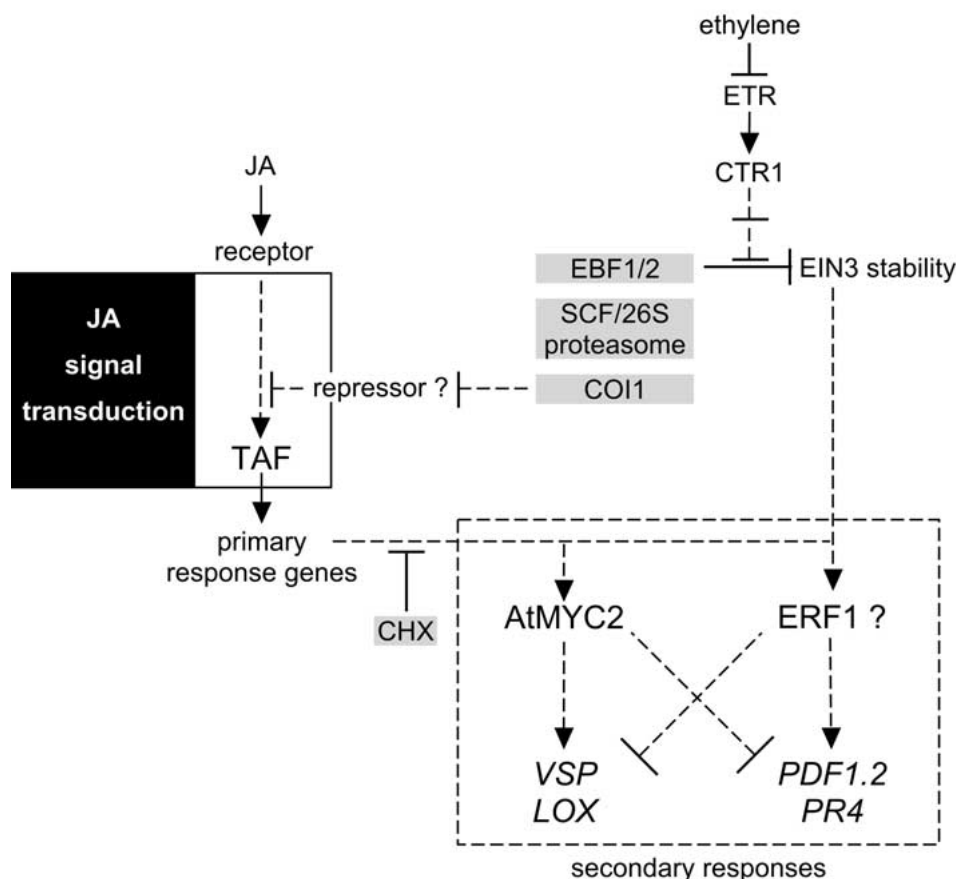 ethylene
ETR
CTR1
JA
receptor
EBF1/2
EIN3 stability
JA
signal
transduction
SCF/26S
proteasome
repressor ?
COI1
TAF
primary
response genes
CHX
AtMYC2
ERF1 ?
VSP
LOX
PDF1.2
PR4
secondary responses